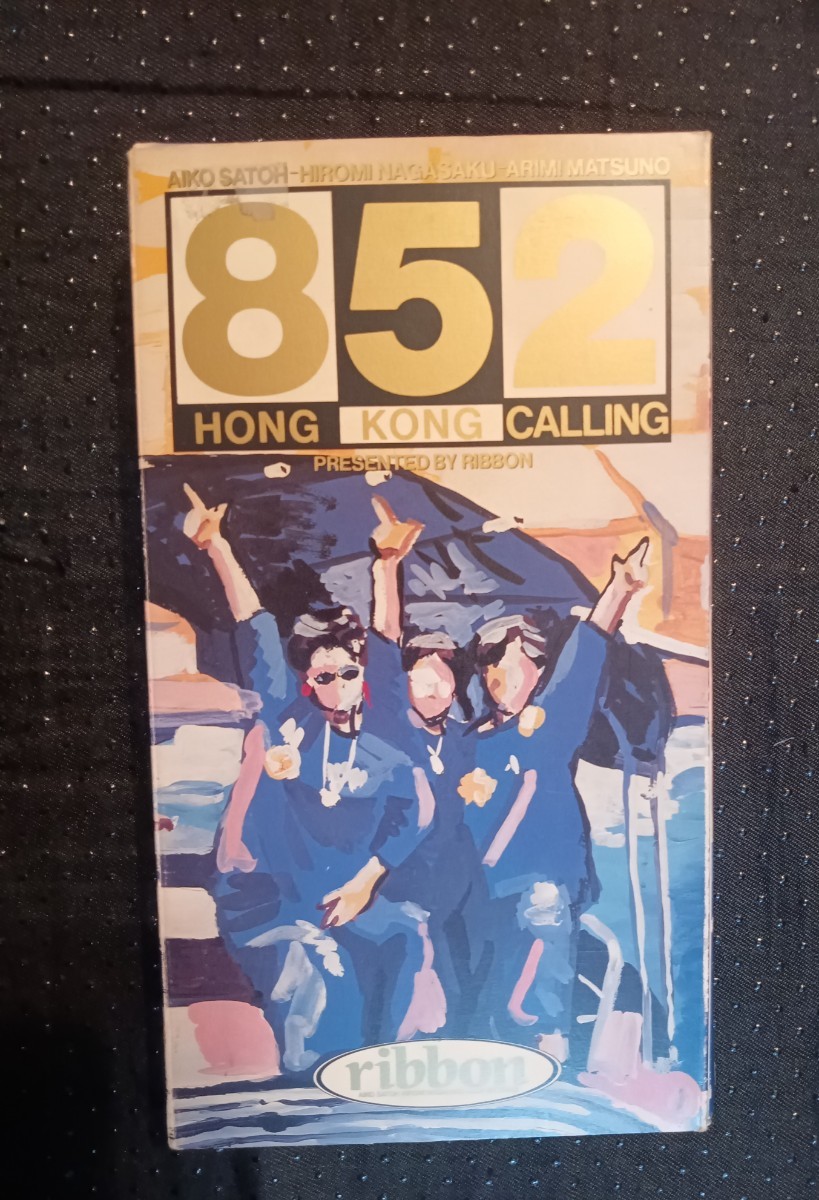 AIKO SATOH-HIROMI NAGASAKU-ARIMI MATSUNO
852
HONG KONG CALLING
PRESENTED BY RIBBON
ribbon